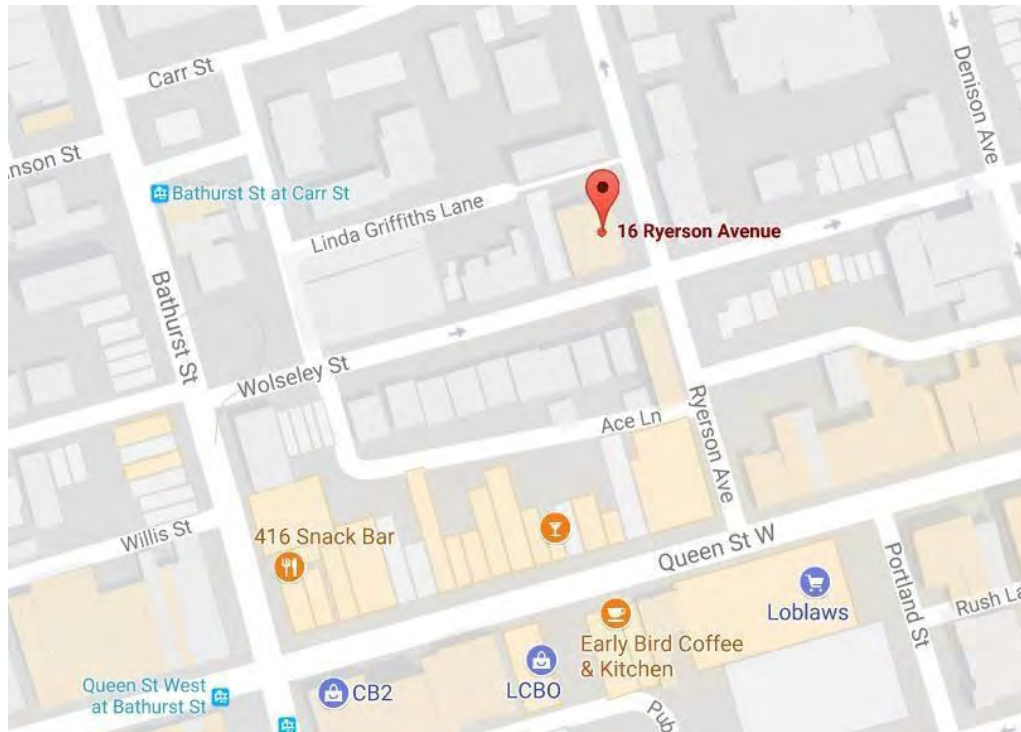 Carr St
Denison Ave
nson St
Bathurst St at Carr St
Linda Griffiths Lane
16 Ryerson Avenue
Bathurst St
Wolseley St
Ryerson Ave
Ace Ln
Willis St
416 Snack Bar
Queen St W
Portland St
Loblaws
Rush La
Early Bird Coffee
& Kitchen
LCBO
CB2
Queen St West
at Bathurst St
Pub